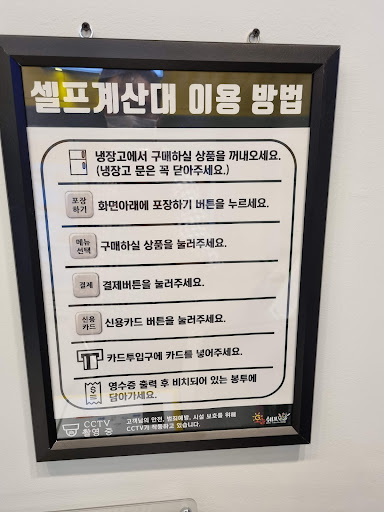 셀프계산대 이용 방법
냉장고에서 구매하실 상품을 꺼내오세요.
(냉장고 문은 꼭 닫아주세요.)
포장
하기
화면아래에 포장하기 버튼을 누르세요.
메뉴
선택
구매하실 상품을 눌러주세요.
결제
결제버튼을 눌러주세요.
신용
카드
신용카드 버튼을 눌러주세요.
카드투입구에 카드를 넣어주세요.
영수증 출력 후 비치되어 있는 봉투에
담아가세요.
CCTV
촬영 중
고객님의 안전, 범죄예방, 시설 보호를 위해
CCTV가 작동하고 있습니다.